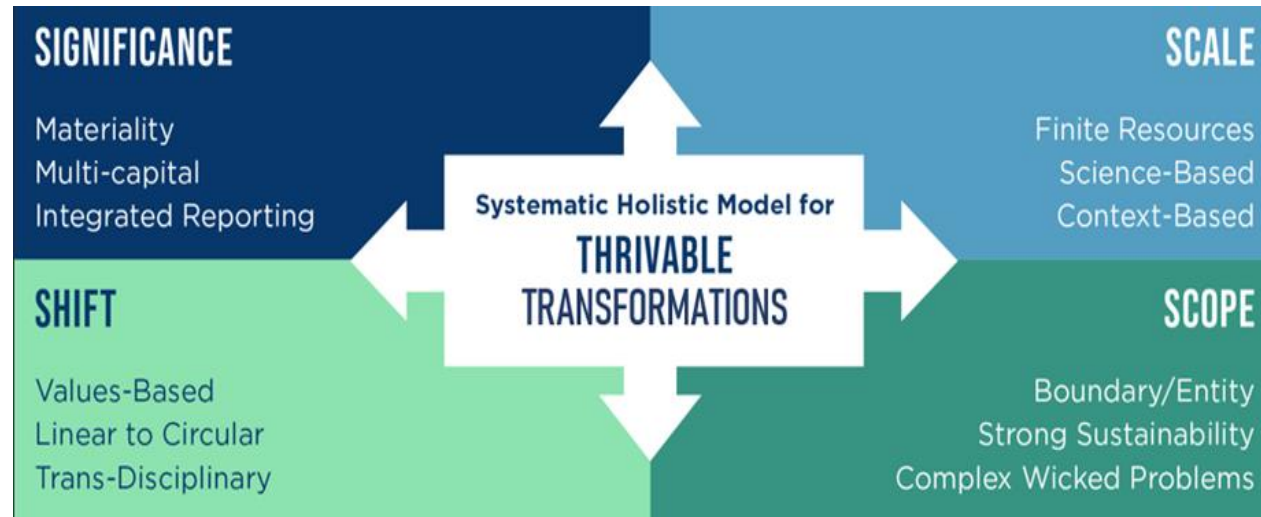 SIGNIFICANCE
Materiality
Multi-capital
Integrated Reporting
SCALE
Finite Resources
Science-Based
Context-Based
Systematic Holistic Model for
THRIVABLE
TRANSFORMATIONS
SHIFT
Values-Based
Linear to Circular
Trans-Disciplinary
SCOPE
Boundary/Entity
Strong Sustainability
Complex Wicked Problems